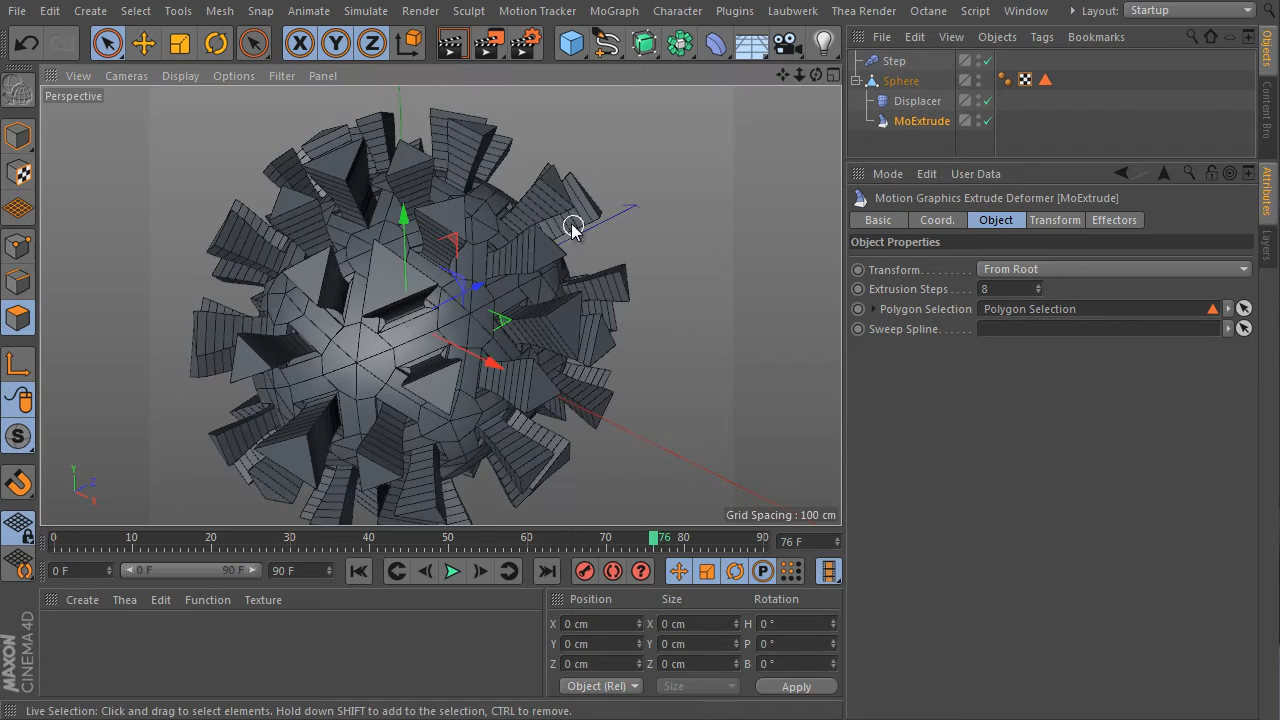 File Edit Create Select Tools Mesh Snap Animate Simulate Render Sculpt Motion Tracker MoGraph Character Plugins Laubwerk Thea Render Octane Script Window Layout: Startup
File Edit View Objects Tags Bookmarks
View Cameras Display Options Filter Panel
Perspective
Step
Sphere
Displacer
MoExtrude
Objects
Content Bro
Mode Edit User Data
Motion Graphics Extrude Deformer [MoExtrude]
Basic Coord. Object Transform Effectors
Object Properties
Transform. . . . . . . . . From Root
Extrusion Steps . 8
Polygon Selection Polygon Selection
Sweep Spline. . . . . .
Attributes
Layers
Y
Z
X
Grid Spacing : 100 cm
0 10 20 30 40 50 60 70 76 80 90 76 F
0 F 0 F 90 F 90 F
Create Thea Edit Function Texture
Position Size Rotation
X 0 cm X 0 cm H 0 °
Y 0 cm Y 0 cm P 0 °
Z 0 cm Z 0 cm B 0 °
Object (Rel) Size Apply
MAXON
CINEMA 4D
Live Selection: Click and drag to select elements. Hold down SHIFT to add to the selection, CTRL to remove.